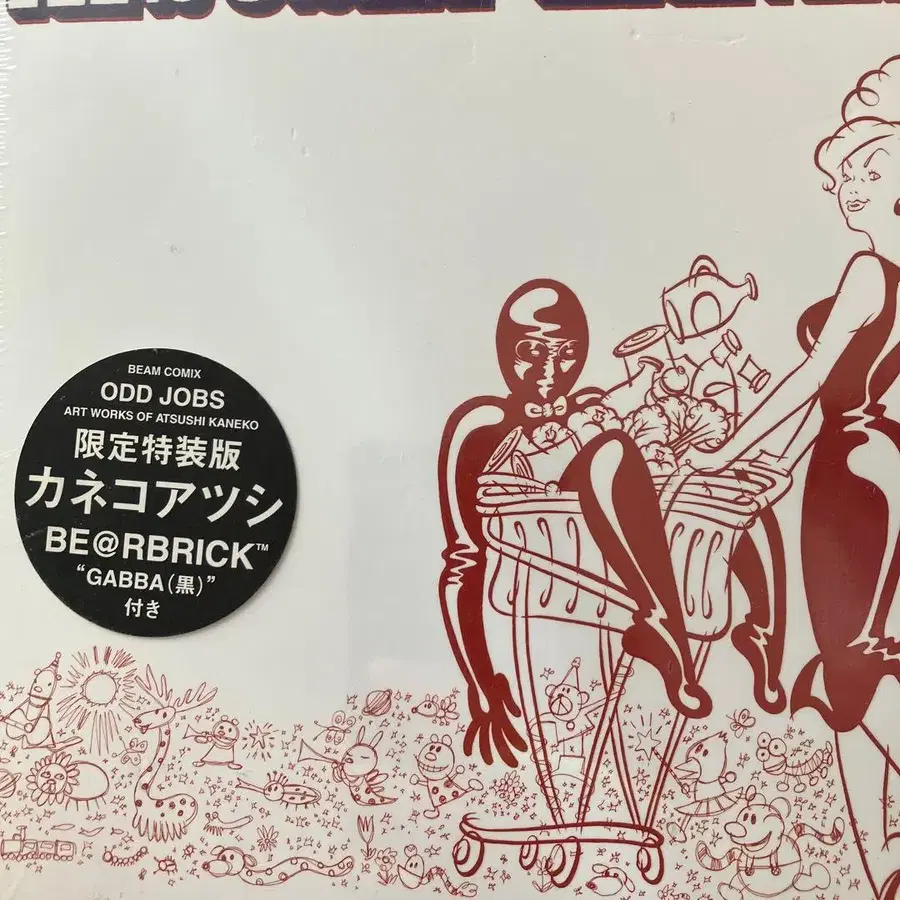 BEAM COMIX
ODD JOBS
ART WORKS OF ATSUSHI KANEKO
限定特装版
カネコアツシ
BE@RBRICK™
“GABBA(黒)”
付き